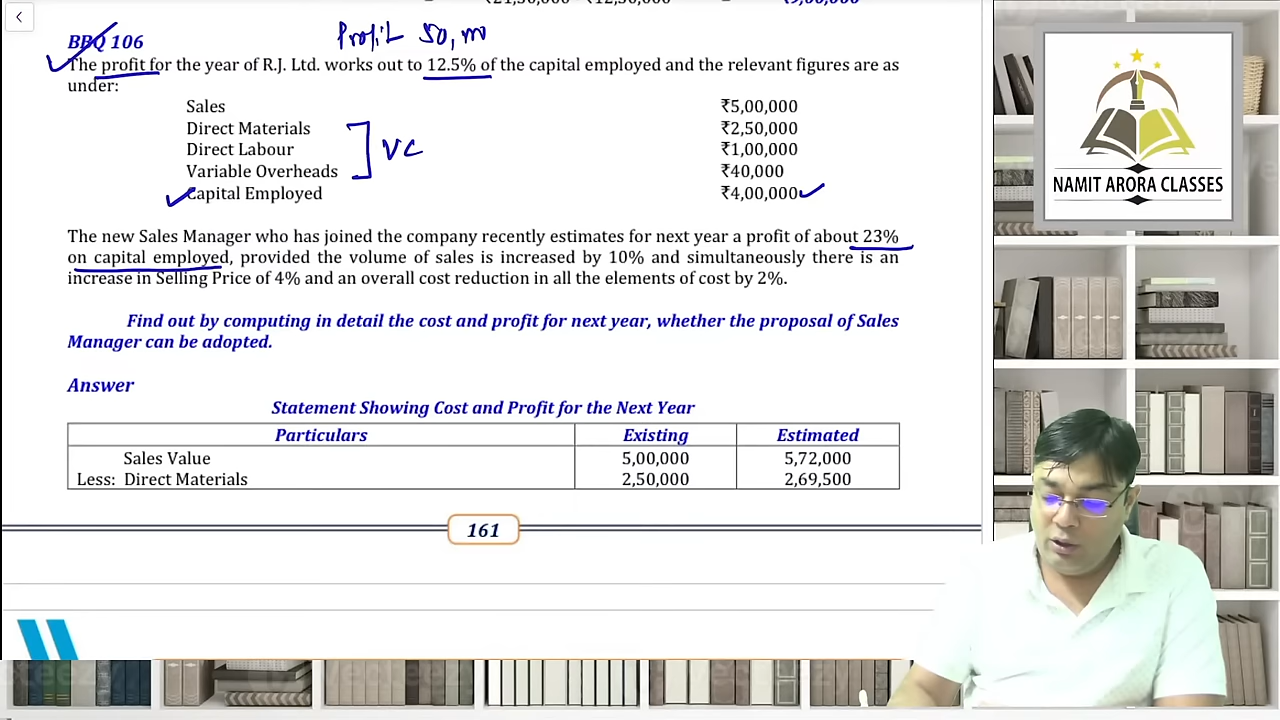 Profit 50,000
BBQ 106
The profit for the year of R.J. Ltd. works out to 12.5% of the capital employed and the relevant figures are as
under:
Sales ₹5,00,000
Direct Materials ₹2,50,000
Direct Labour ₹1,00,000
Variable Overheads ₹40,000
VC
Capital Employed ₹4,00,000
The new Sales Manager who has joined the company recently estimates for next year a profit of about 23%
on capital employed, provided the volume of sales is increased by 10% and simultaneously there is an
increase in Selling Price of 4% and an overall cost reduction in all the elements of cost by 2%.
Find out by computing in detail the cost and profit for next year, whether the proposal of Sales
Manager can be adopted.
Answer
Statement Showing Cost and Profit for the Next Year
Particulars Existing Estimated
Sales Value 5,00,000 5,72,000
Less: Direct Materials 2,50,000 2,69,500
161
NAMIT ARORA CLASSES